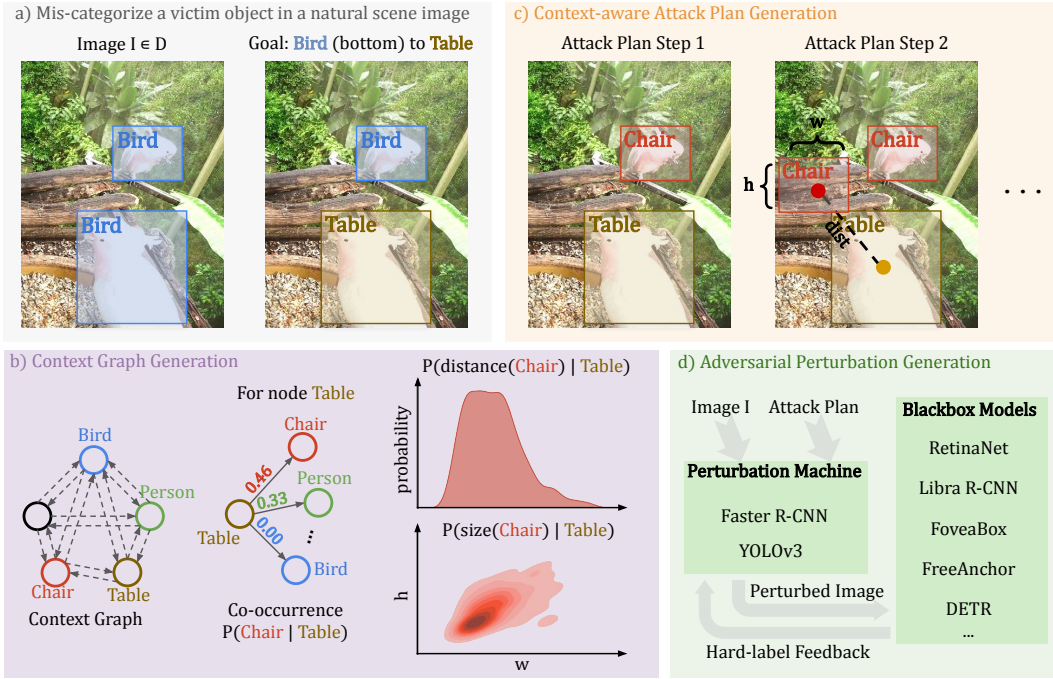 a) Mis-categorize a victim object in a natural scene image
Image I ∈ D
Goal: Bird (bottom) to Table
Bird
Bird
Bird
Table
c) Context-aware Attack Plan Generation
Attack Plan Step 1
Attack Plan Step 2
Chair
Table
w
Chair
h
Chair
Table
dist
. . .
b) Context Graph Generation
Bird
Person
Chair
Table
Context Graph
For node Table
Chair
0.46
Person
0.33
Table
0.00
...
Bird
Co-occurrence
P(Chair | Table)
P(distance(Chair) | Table)
probability
P(size(Chair) | Table)
h
w
d) Adversarial Perturbation Generation
Image I
Attack Plan
Perturbation Machine
Faster R-CNN
YOLOv3
Perturbed Image
Hard-label Feedback
Blackbox Models
RetinaNet
Libra R-CNN
FoveaBox
FreeAnchor
DETR
...